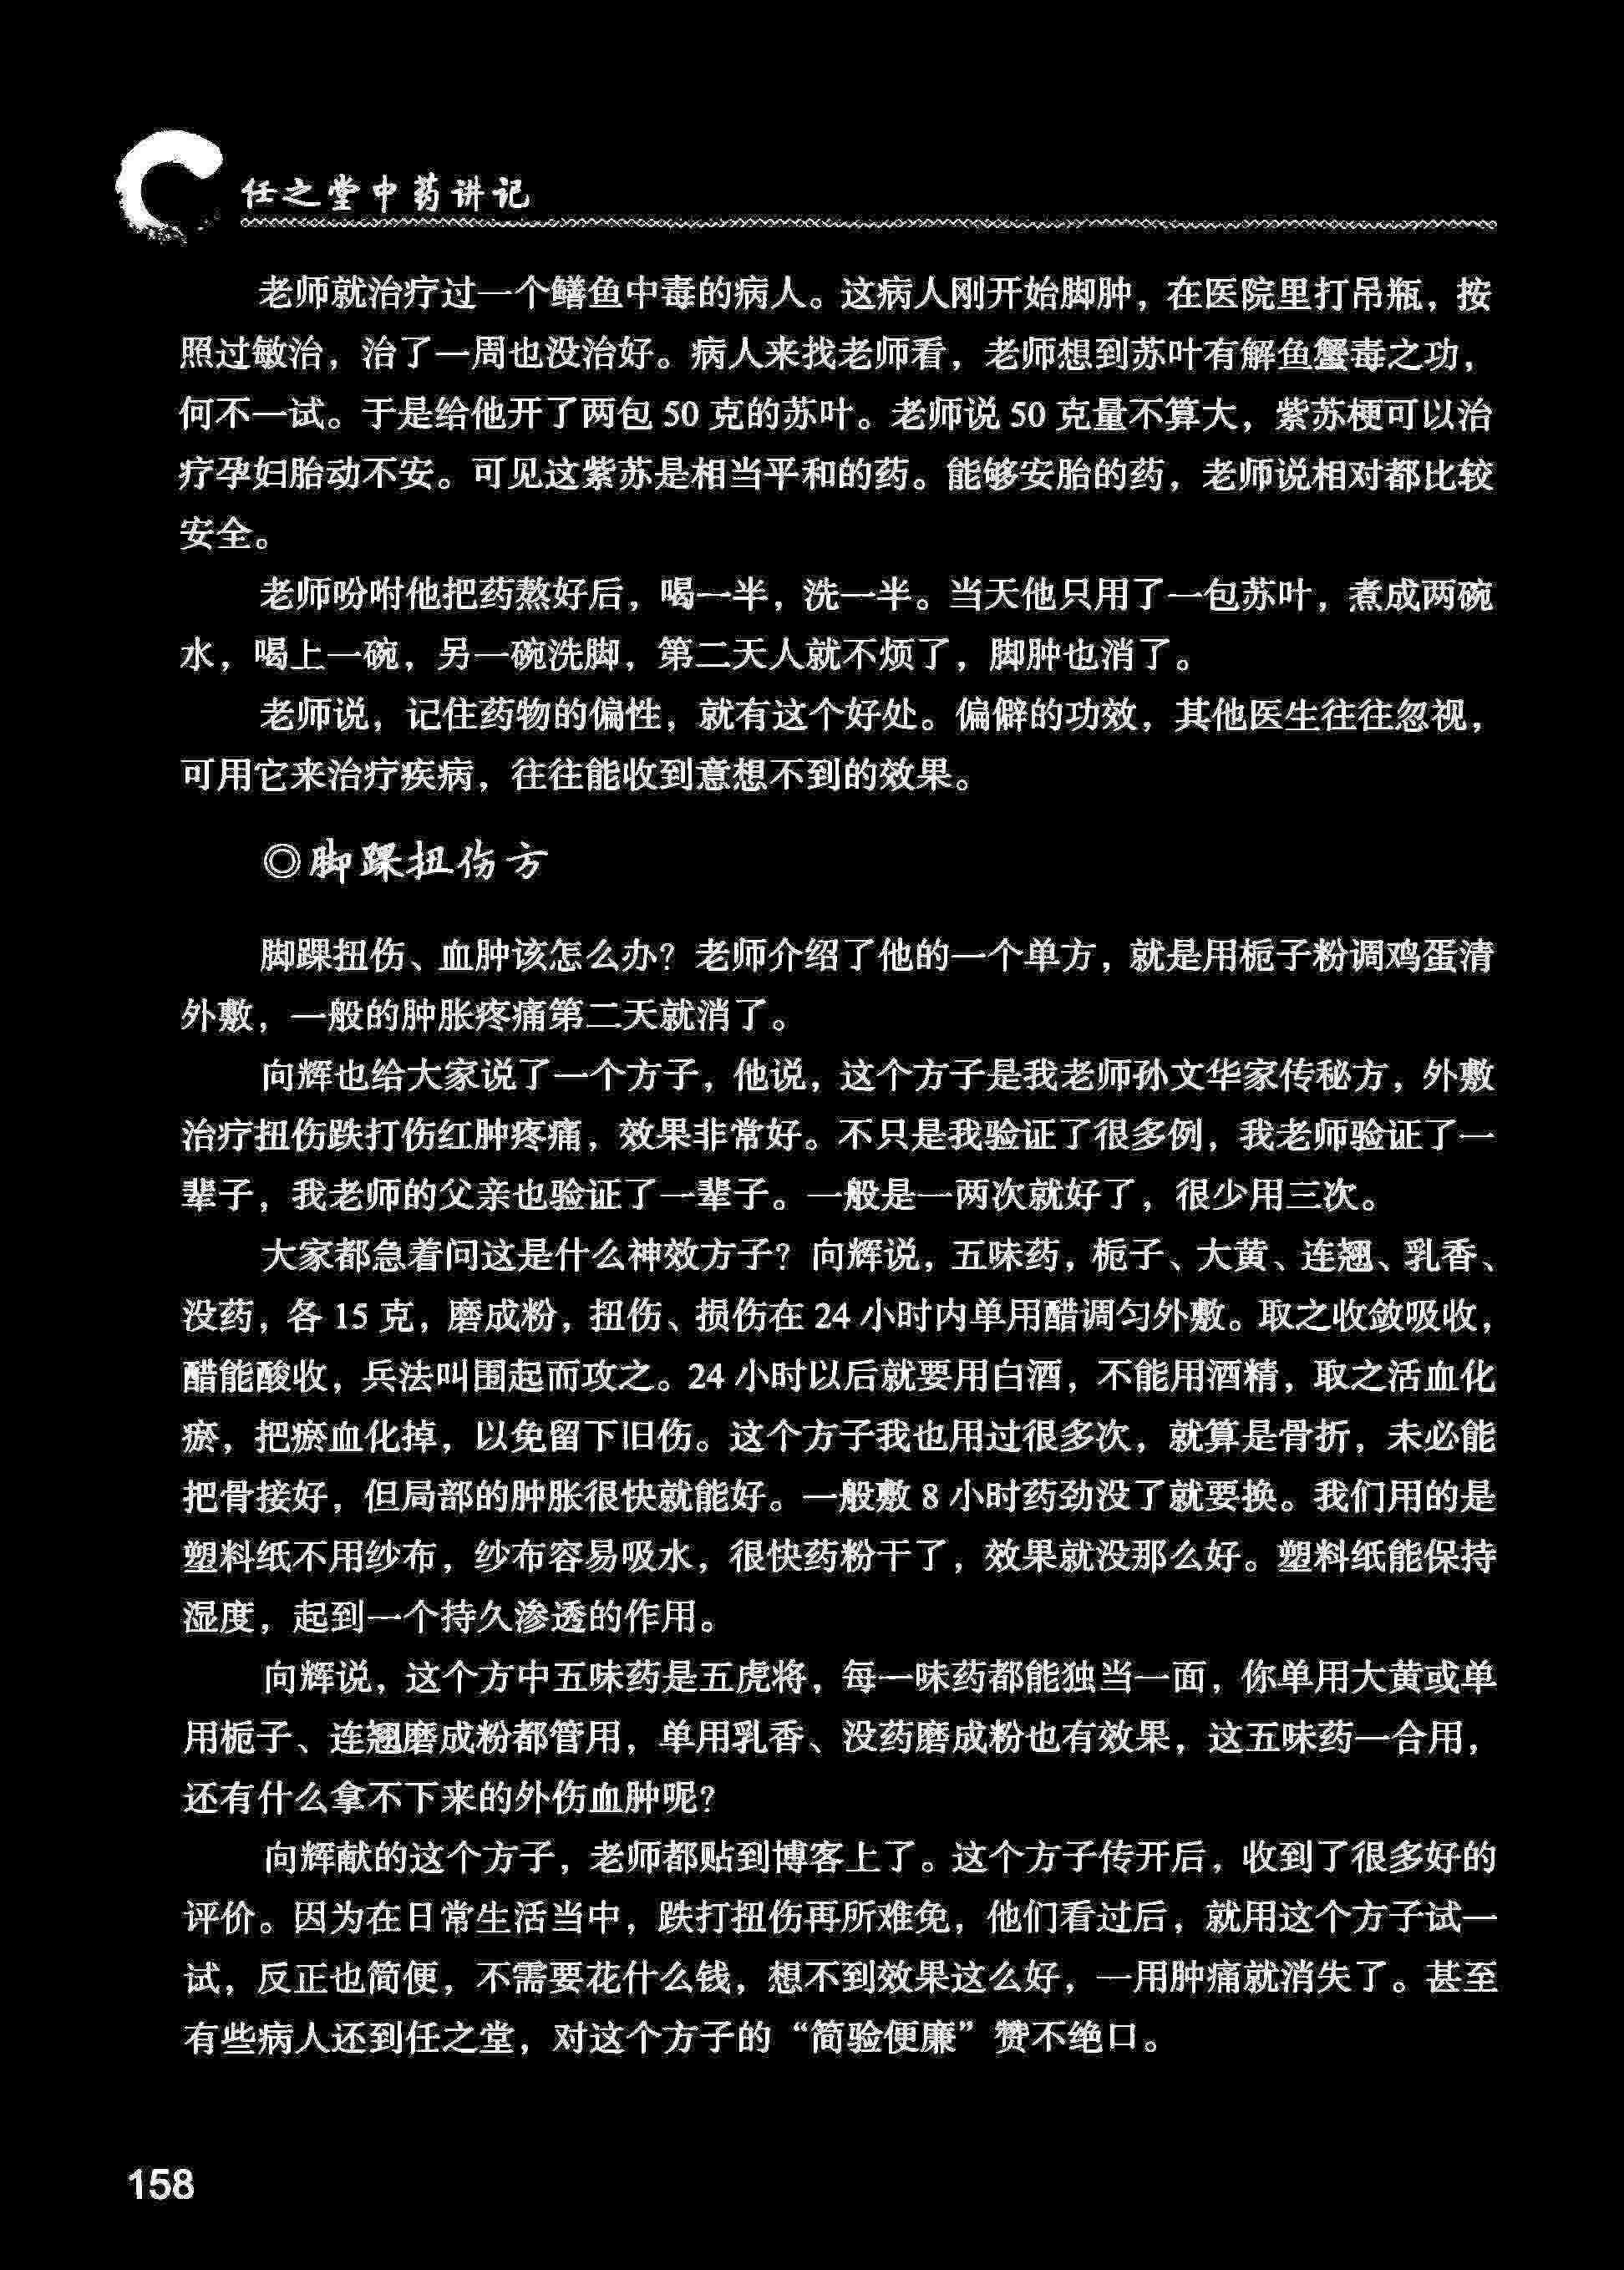 任之堂中药讲记
老师就治疗过一个鳝鱼中毒的病人。这病人刚开始脚肿，在医院里打吊瓶，按
照过敏治，治了一周也没治好。病人来找老师看，老师想到苏叶有解鱼蟹毒之功，
何不一试。于是给他开了两包 50 克的苏叶。老师说 50 克量不算大，紫苏梗可以治
疗孕妇胎动不安。可见这紫苏是相当平和的药。能够安胎的药，老师说相对都比较
安全。
老师吩咐他把药熬好后，喝一半，洗一半。当天他只用了一包苏叶，煮成两碗
水，喝上一碗，另一碗洗脚，第二天人就不烦了，脚肿也消了。
老师说，记住药物的偏性，就有这个好处。偏僻的功效，其他医生往往忽视，
可用它来治疗疾病，往往能收到意想不到的效果。
◎脚踝扭伤方
脚踝扭伤、血肿该怎么办？老师介绍了他的一个单方，就是用栀子粉调鸡蛋清
外敷，一般的肿胀疼痛第二天就消了。
向辉也给大家说了一个方子，他说，这个方子是我老师孙文华家传秘方，外敷
治疗扭伤跌打伤红肿疼痛，效果非常好。不只是我验证了很多例，我老师验证了一
辈子，我老师的父亲也验证了一辈子。一般是一两次就好了，很少用三次。
大家都急着问这是什么神效方子？向辉说，五味药，栀子、大黄、连翘、乳香、
没药，各 15 克，磨成粉，扭伤、损伤在 24 小时内单用醋调匀外敷。取之收敛吸收，
醋能酸收，兵法叫围起而攻之。24 小时以后就要用白酒，不能用酒精，取之活血化
瘀，把瘀血化掉，以免留下旧伤。这个方子我也用过很多次，就算是骨折，未必能
把骨接好，但局部的肿胀很快就能好。一般敷 8 小时药劲没了就要换。我们用的是
塑料纸不用纱布，纱布容易吸水，很快药粉干了，效果就没那么好。塑料纸能保持
湿度，起到一个持久渗透的作用。
向辉说，这个方中五味药是五虎将，每一味药都能独当一面，你单用大黄或单
用栀子、连翘磨成粉都管用，单用乳香、没药磨成粉也有效果，这五味药一合用，
还有什么拿不下来的外伤血肿呢？
向辉献的这个方子，老师都贴到博客上了。这个方子传开后，收到了很多好的
评价。因为在日常生活当中，跌打扭伤再所难免，他们看过后，就用这个方子试一
试，反正也简便，不需要花什么钱，想不到效果这么好，一用肿痛就消失了。甚至
有些病人还到任之堂，对这个方子的“简验便廉”赞不绝口。
158